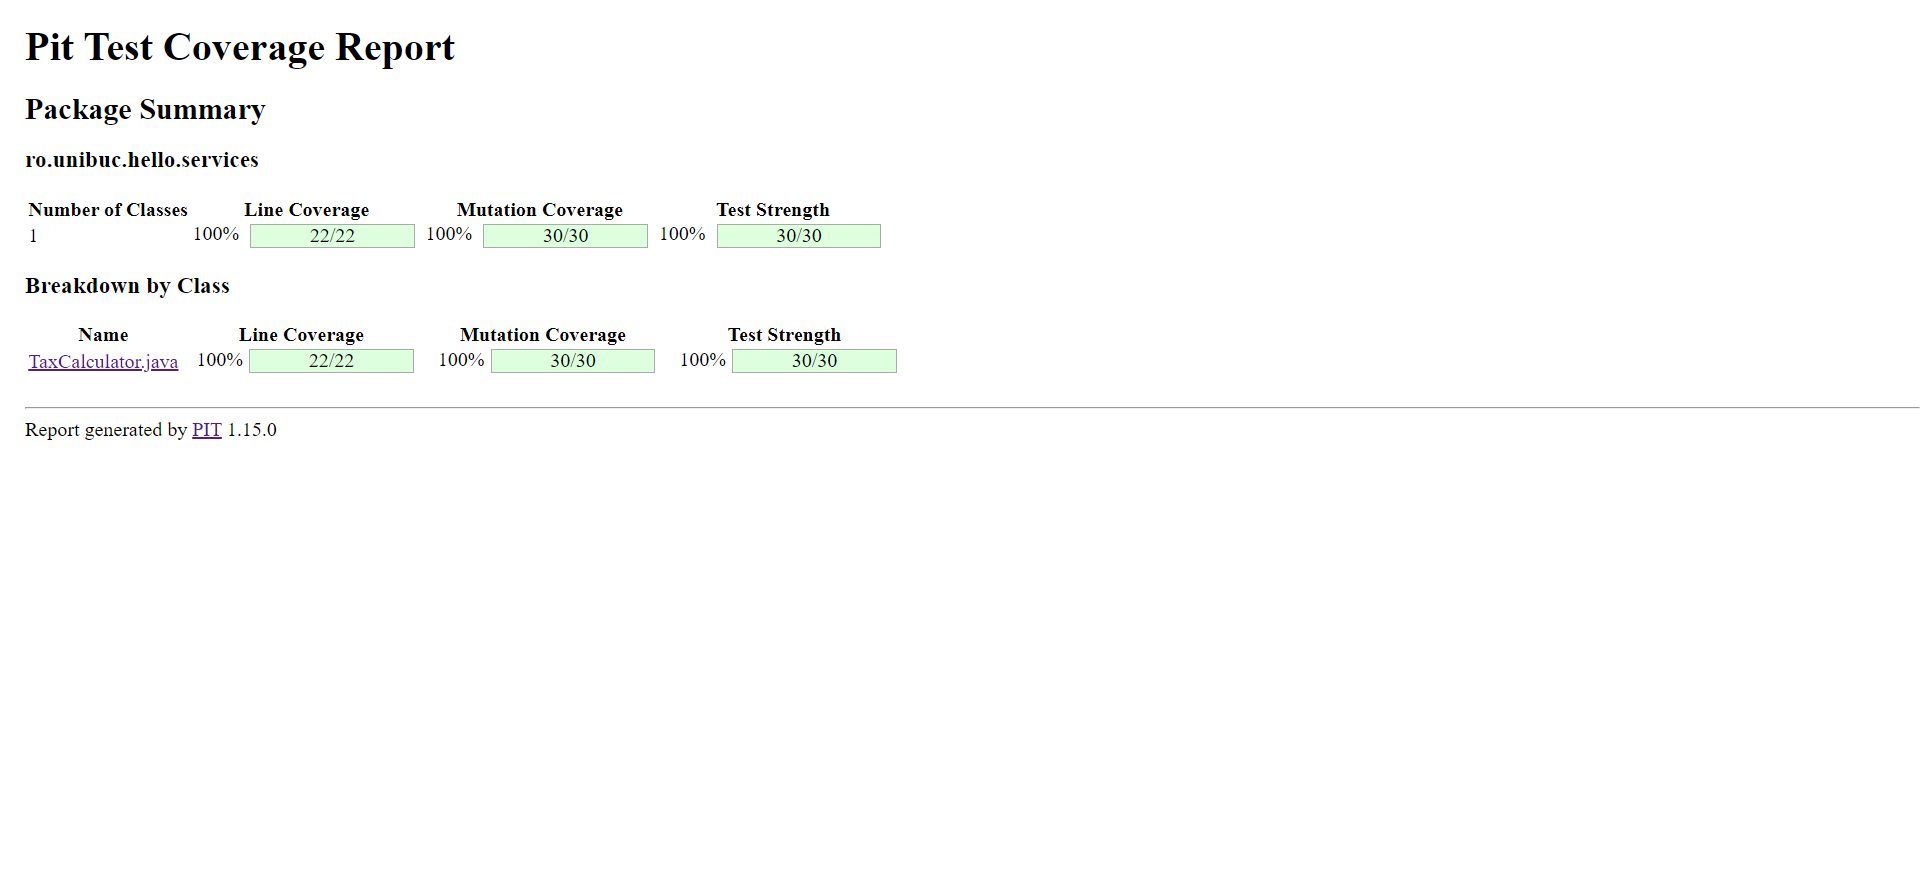 Pit Test Coverage Report
Package Summary
ro.unibuc.hello.services
Number of Classes Line Coverage Mutation Coverage Test Strength
1 100% 22/22 100% 30/30 100% 30/30
Breakdown by Class
Name Line Coverage Mutation Coverage Test Strength
TaxCalculator.java 100% 22/22 100% 30/30 100% 30/30
Report generated by PIT 1.15.0